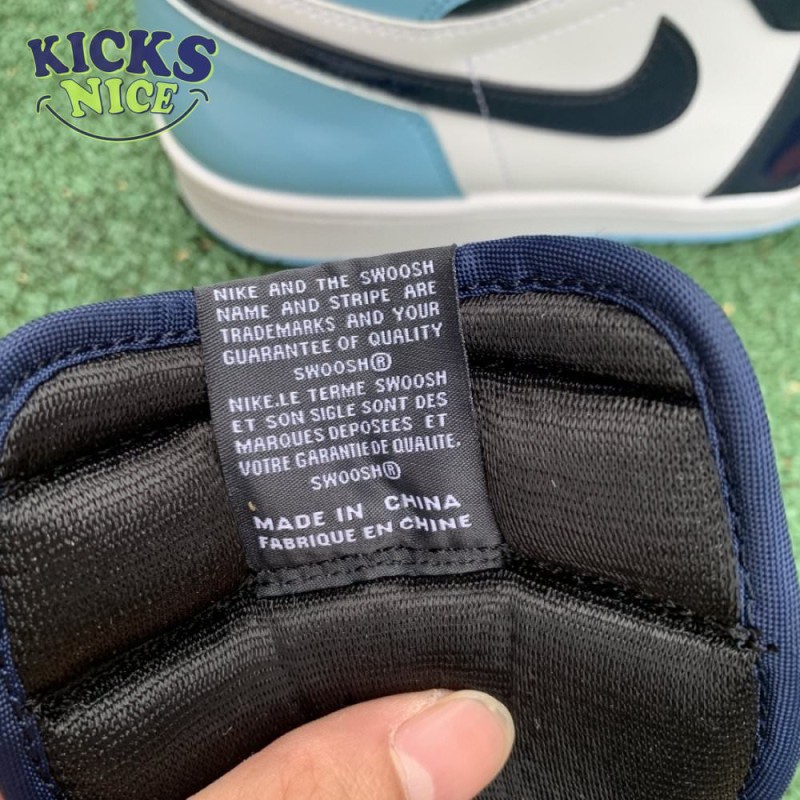 KICKS
NICE
NIKE AND THE SWOOSH
NAME AND STRIPE ARE
TRADEMARKS AND YOUR
GUARANTEE OF QUALITY
SWOOSH®
NIKE.LE TERME SWOOSH
ET SON SIGLE SONT DES
MARQUES DEPOSEES ET
VOTRE GARANTIE DE QUALITE.
SWOOSH®
MADE IN CHINA
FABRIQUE EN CHINE